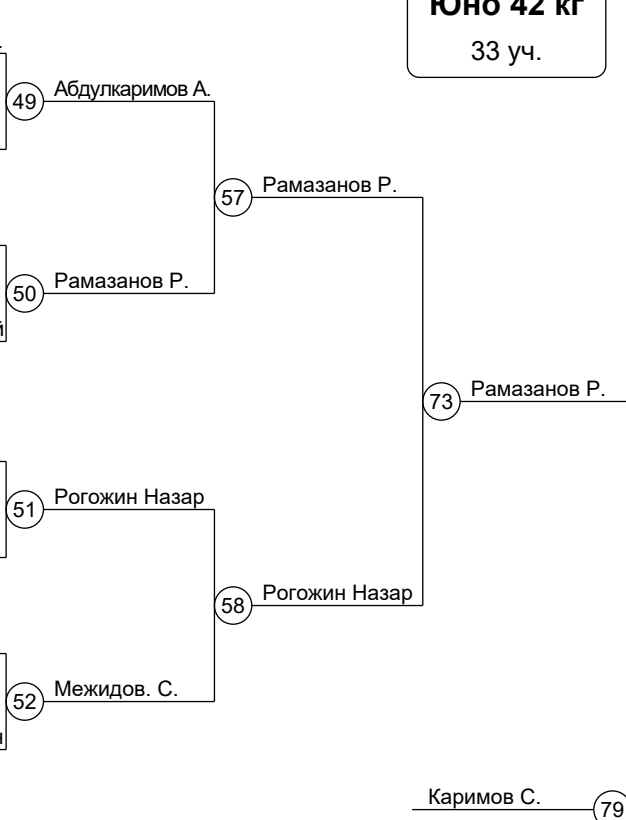 Юно 42 кг
33 уч.
49 Абдулкаримов А.
57 Рамазанов Р.
50 Рамазанов Р.
й
73 Рамазанов Р.
51 Рогожин Назар
58 Рогожин Назар
52 Межидов. С.
Каримов С. 79